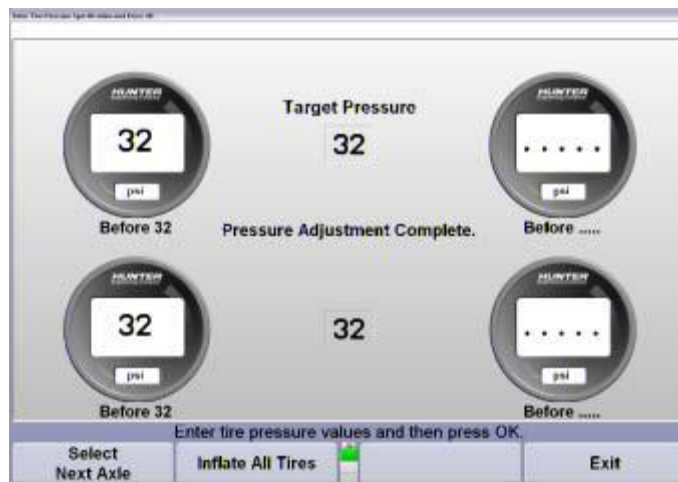 HUNTER
32
psi
Before 32
Target Pressure
32
HUNTER
.....
psi
Before .....
Pressure Adjustment Complete.
HUNTER
32
psi
Before 32
32
HUNTER
.....
psi
Before .....
Enter tire pressure values and then press OK.
Select
Next Axle
Inflate All Tires
Exit